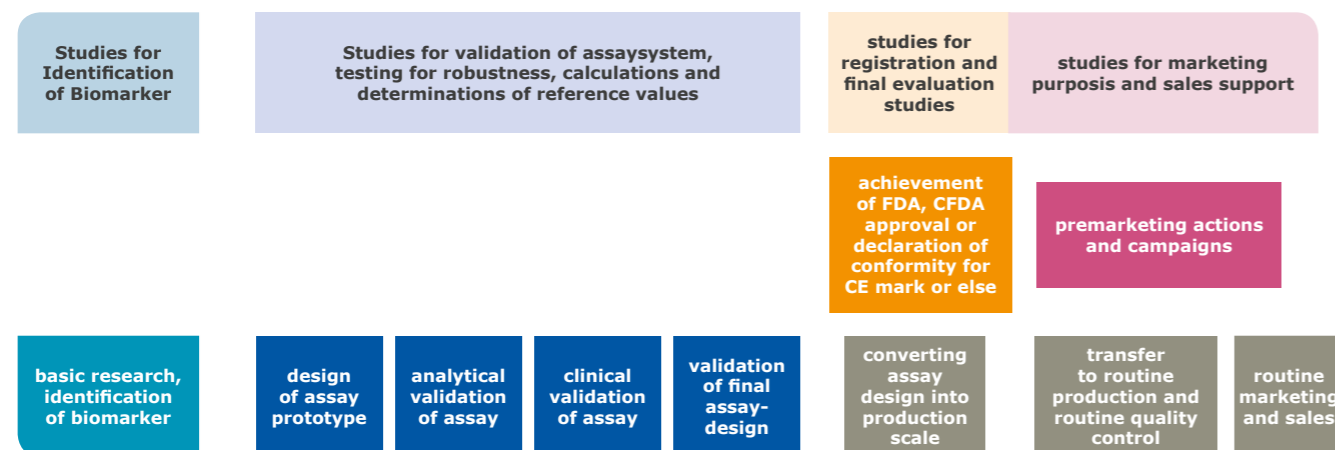 Studies for
Identification
of Biomarker
Studies for validation of assaysystem,
testing for robustness, calculations and
determinations of reference values
studies for
registration and
final evaluation
studies
studies for marketing
purposis and sales support
achievement
of FDA, CFDA
approval or
declaration of
conformity for
CE mark or else
premarketing actions
and campaigns
basic research,
identification
of biomarker
design
of assay
prototype
analytical
validation
of assay
clinical
validation
of assay
validation
of final
assay-
design
converting
assay
design into
production
scale
transfer
to routine
production and
routine quality
control
routine
marketing
and sales